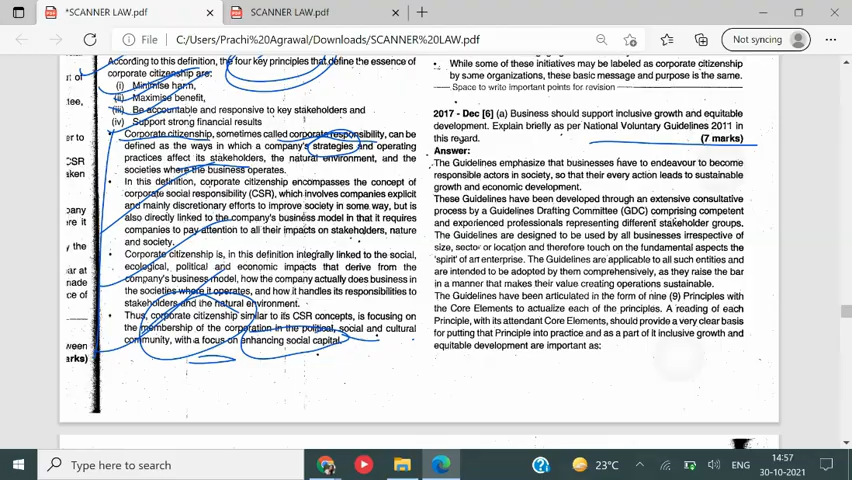 *SCANNER LAW.pdf
SCANNER LAW.pdf
File
C:/Users/Prachi%20Agrawal/Downloads/SCANNER%20LAW.pdf
Not syncing
According to this definition, the four key principles that define the essence of
corporate citizenship are:
(i) Minimise harm,
(ii) Maximise benefit,
(iii) Be accountable and responsive to key stakeholders and
(iv) Support strong financial results
Corporate citizenship, sometimes called corporate responsibility, can be
defined as the ways in which a company's strategies and operating
practices affect its stakeholders, the natural environment, and the
societies where the business operates.
• In this definition, corporate citizenship encompasses the concept of
corporate social responsibility (CSR), which involves companies explicit
and mainly discretionary efforts to improve society in some way, but is
also directly linked to the company's business model in that it requires
companies to pay attention to all their impacts on stakeholders, nature
and society.
• Corporate citizenship is, in this definition integrally linked to the social,
ecological, political and economic impacts that derive from the
company's business model, how the company actually does business in
the societies where it operates, and how it handles its responsibilities to
stakeholders and the natural environment.
• Thus, corporate citizenship similar to its CSR concepts, is focusing on
the membership of the corporation in the political, social and cultural
community, with a focus on enhancing social capital.
• While some of these initiatives may be labeled as corporate citizenship
by some organizations, these basic message and purpose is the same.
Space to write important points for revision
2017 - Dec [6] (a) Business should support inclusive growth and equitable
development. Explain briefly as per National Voluntary Guidelines 2011 in
this regard. (7 marks)
Answer:
The Guidelines emphasize that businesses have to endeavour to become
responsible actors in society, so that their every action leads to sustainable
growth and economic development.
These Guidelines have been developed through an extensive consultative
process by a Guidelines Drafting Committee (GDC) comprising competent
and experienced professionals representing different stakeholder groups.
The Guidelines are designed to be used by all businesses irrespective of
size, sector or location and therefore touch on the fundamental aspects the
'spirit' of an enterprise. The Guidelines are applicable to all such entities and
are intended to be adopted by them comprehensively, as they raise the bar
in a manner that makes their value creating operations sustainable.
The Guidelines have been articulated in the form of nine (9) Principles with
the Core Elements to actualize each of the principles. A reading of each
Principle, with its attendant Core Elements, should provide a very clear basis
for putting that Principle into practice and as a part of it inclusive growth and
equitable development are important as:
Type here to search
23°C
ENG
14:57
30-10-2021